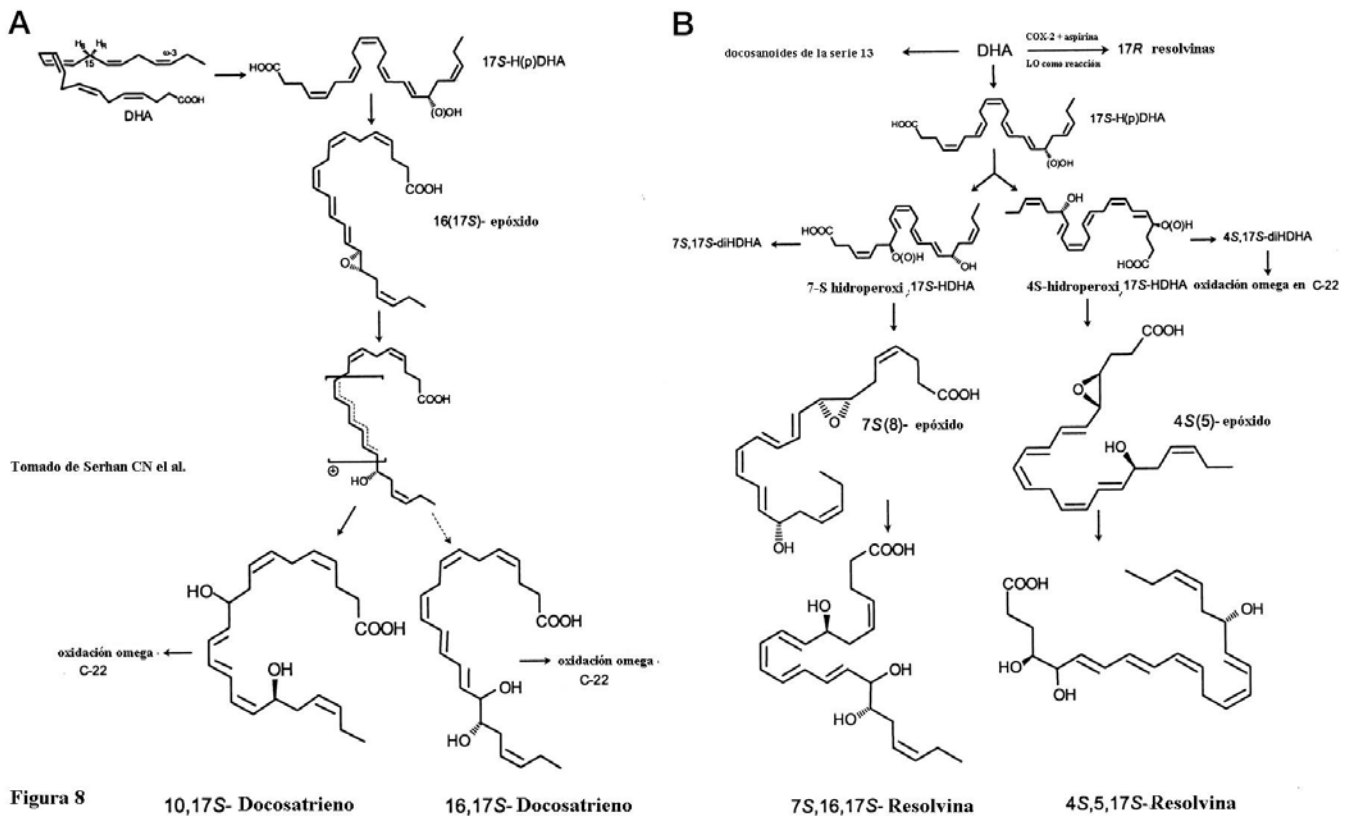 A
H_S H_R
15
ω-3
COOH
DHA
HOOC
(O)OH
17S-H(p)DHA
COOH
16(17S)- epóxido
O
COOH
⊕
HO
Tomado de Serhan CN el al.
HO
COOH
OH
oxidación omega
C-22
COOH
OH
HO
oxidación omega
C-22
Figura 8
10,17S- Docosatrieno
16,17S- Docosatrieno
B
docosanoides de la serie 13
DHA
COX-2 + aspirina
LO como reacción
17R resolvinas
HOOC
(O)OH
17S-H(p)DHA
7S,17S-diHDHA
HOOC
O(O)H
OH
OH
O(O)H
HOOC
4S,17S-diHDHA
7-S hidroperoxi,17S-HDHA
4S-hidroperoxi,17S-HDHA
oxidación omega en C-22
COOH
O
7S(8)- epóxido
OH
COOH
O
4S(5)- epóxido
HO
COOH
HO
OH
HO
COOH
HO
OH
OH
7S,16,17S- Resolvina
4S,5,17S-Resolvina